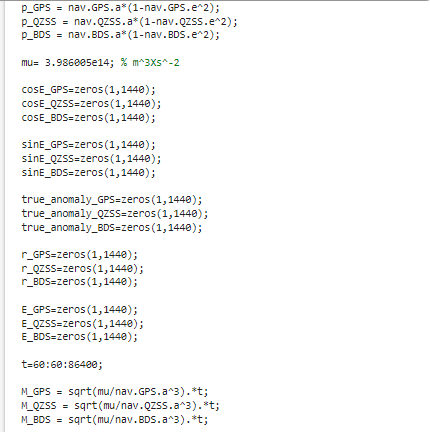 p_GPS = nav.GPS.a*(1-nav.GPS.e^2);
p_QZSS = nav.QZSS.a*(1-nav.QZSS.e^2);
p_BDS = nav.BDS.a*(1-nav.BDS.e^2);
mu= 3.986005e14; % m^3Xs^-2
cosE_GPS=zeros(1,1440);
cosE_QZSS=zeros(1,1440);
cosE_BDS=zeros(1,1440);
sinE_GPS=zeros(1,1440);
sinE_QZSS=zeros(1,1440);
sinE_BDS=zeros(1,1440);
true_anomaly_GPS=zeros(1,1440);
true_anomaly_QZSS=zeros(1,1440);
true_anomaly_BDS=zeros(1,1440);
r_GPS=zeros(1,1440);
r_QZSS=zeros(1,1440);
r_BDS=zeros(1,1440);
E_GPS=zeros(1,1440);
E_QZSS=zeros(1,1440);
E_BDS=zeros(1,1440);
t=60:60:86400;
M_GPS = sqrt(mu/nav.GPS.a^3).*t;
M_QZSS = sqrt(mu/nav.QZSS.a^3).*t;
M_BDS = sqrt(mu/nav.BDS.a^3).*t;